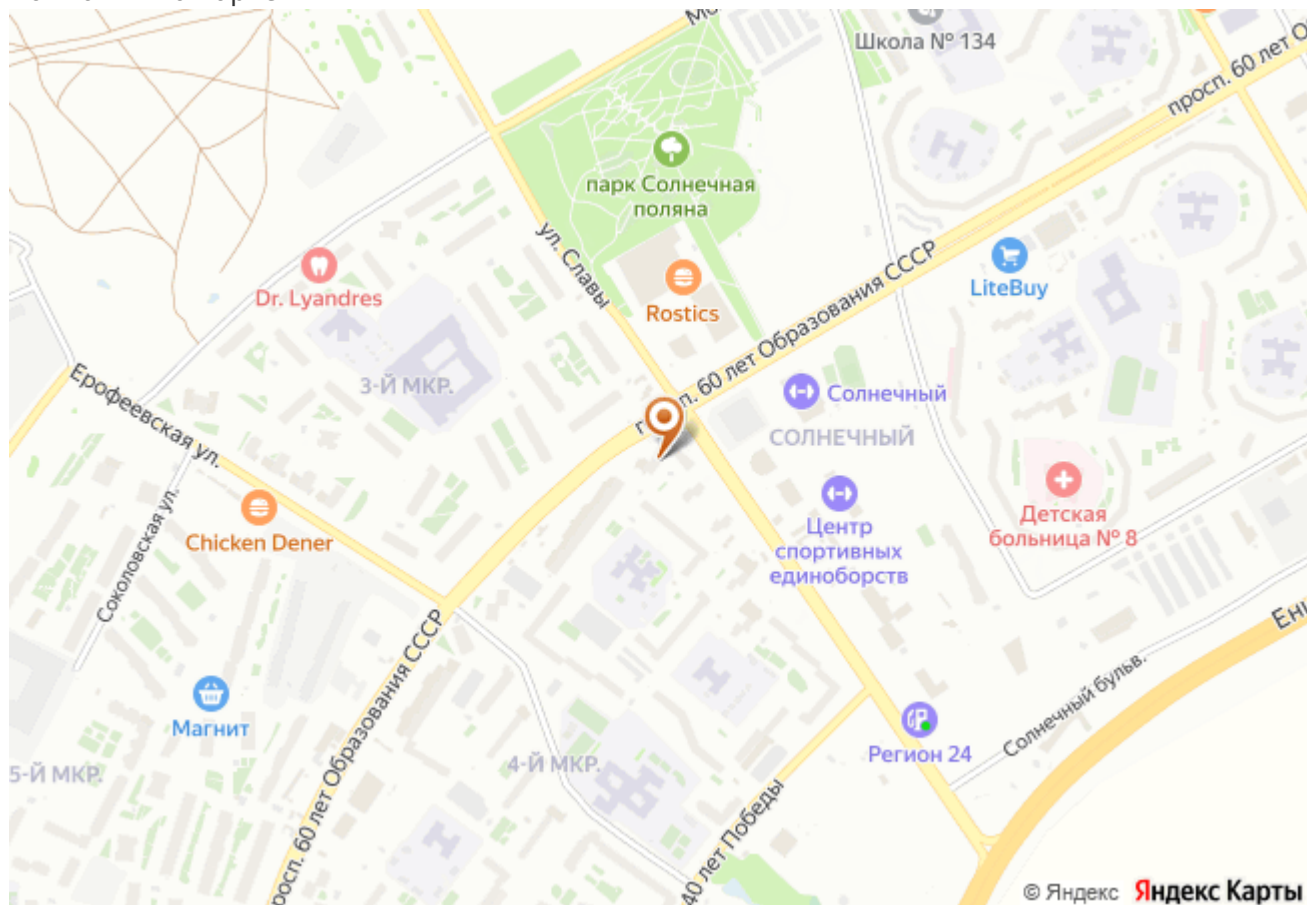 Школа № 134
просп. 60 лет О
парк Солнечная
поляна
ул. Славы
Dr. Lyandres
Rostics
LiteBuy
3-Й МКР.
60 лет Образования СССР
Солнечный
СОЛНЕЧНЫЙ
Ерофеевская ул.
Chicken Dener
Соколовская ул.
Центр
спортивных
единоборств
Детская
больница № 8
Магнит
5-Й МКР.
просп. 60 лет Образования СССР
4-Й МКР.
40 лет Победы
Регион 24
Солнечный бульв.
© Яндекс Яндекс Карты